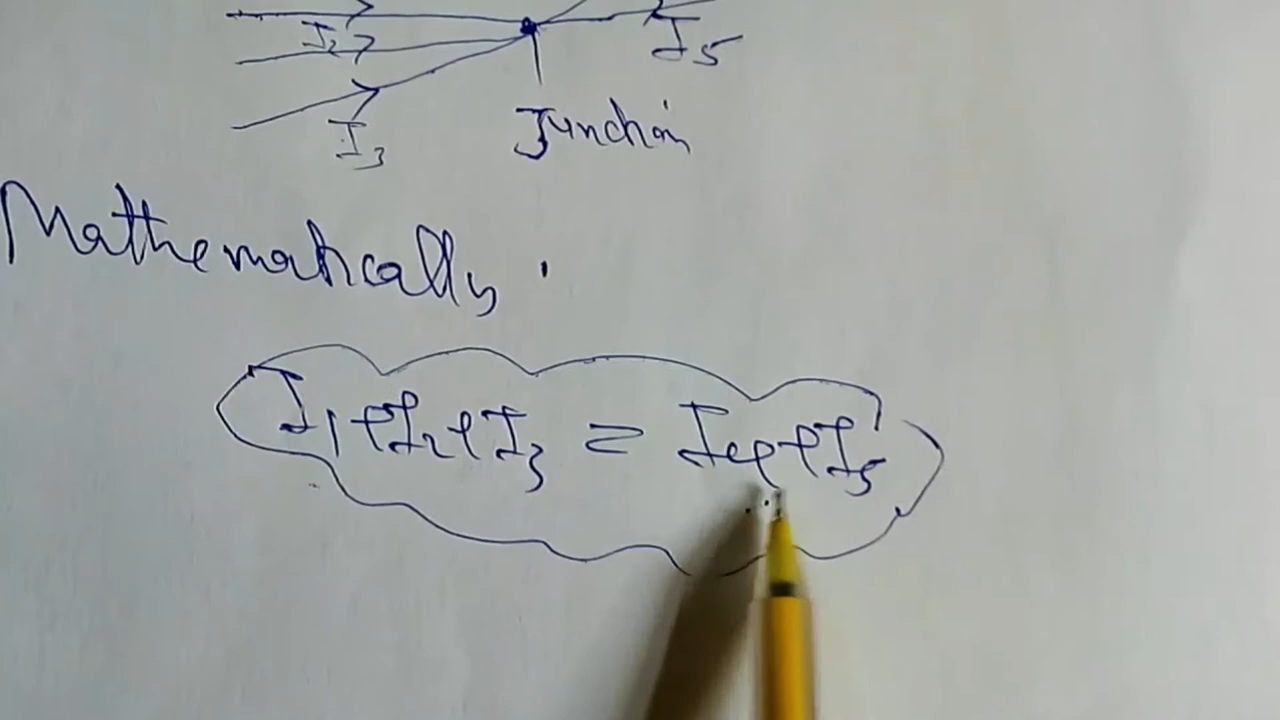 I2
I5
I3
Junction
Mathematically :
I1 + I2 + I3 = I4 + I5